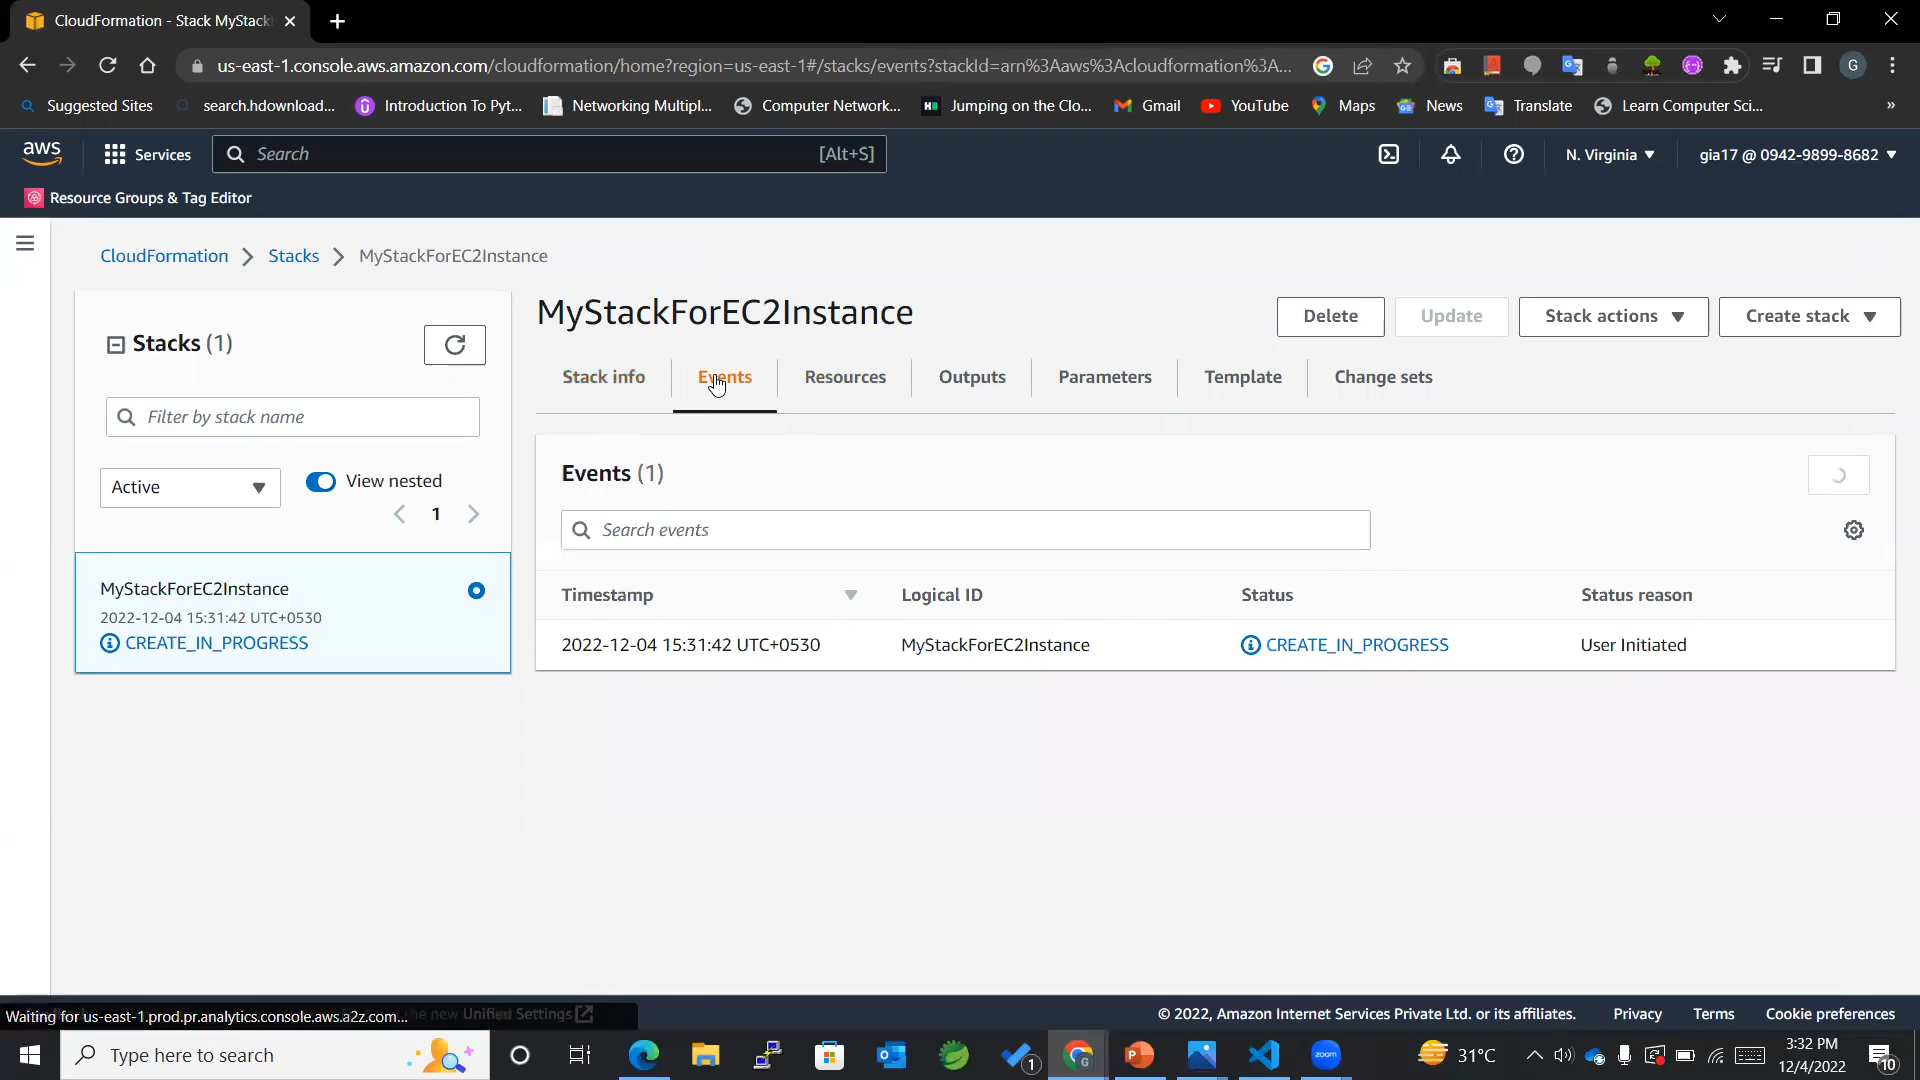 CloudFormation - Stack MyStack
us-east-1.console.aws.amazon.com/cloudformation/home?region=us-east-1#/stacks/events?stackId=arn%3Aaws%3Acloudformation%3A...
G
Suggested Sites
search.hdownload...
Introduction To Pyt...
Networking Multipl...
Computer Network...
Jumping on the Clo...
Gmail
YouTube
Maps
News
Translate
Learn Computer Sci...
»
aws
Services
Search
[Alt+S]
N. Virginia
gia17 @ 0942-9899-8682
Resource Groups & Tag Editor
CloudFormation
Stacks
MyStackForEC2Instance
Stacks (1)
Filter by stack name
Active
View nested
1
MyStackForEC2Instance
2022-12-04 15:31:42 UTC+0530
CREATE_IN_PROGRESS
MyStackForEC2Instance
Delete
Update
Stack actions
Create stack
Stack info
Events
Resources
Outputs
Parameters
Template
Change sets
Events (1)
Search events
Timestamp
Logical ID
Status
Status reason
2022-12-04 15:31:42 UTC+0530
MyStackForEC2Instance
CREATE_IN_PROGRESS
User Initiated
Waiting for us-east-1.prod.pr.analytics.console.aws.a2z.com...
the new Unified Settings
© 2022, Amazon Internet Services Private Ltd. or its affiliates.
Privacy
Terms
Cookie preferences
Type here to search
1
zoom
31°C
3:32 PM
12/4/2022
10